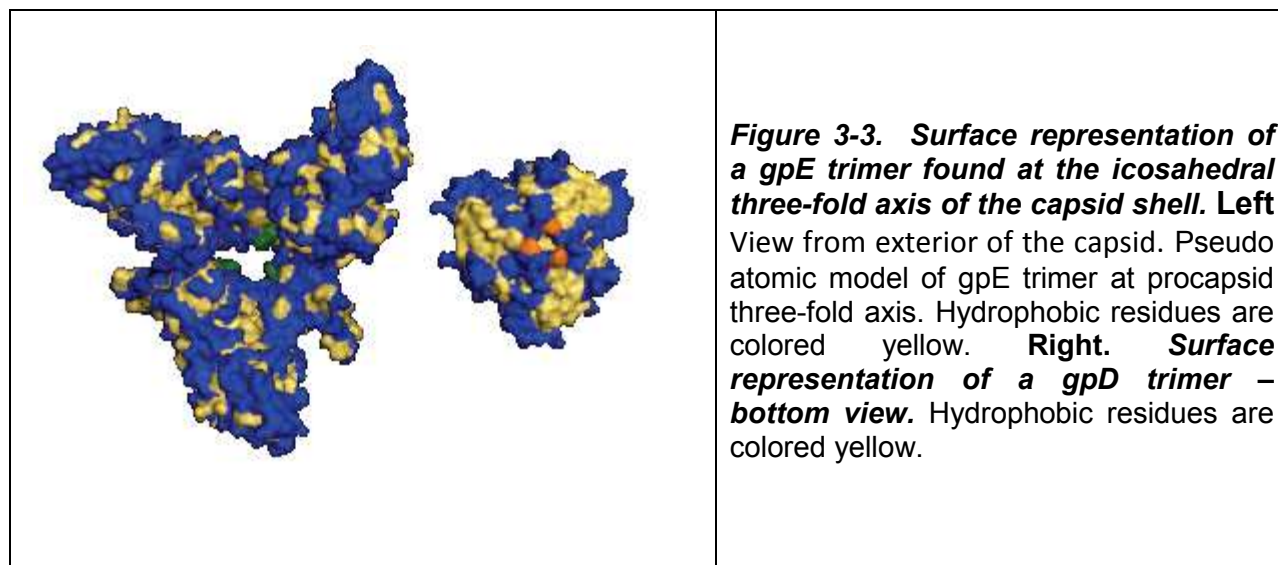 Figure 3-3. Surface representation of
a gpE trimer found at the icosahedral
three-fold axis of the capsid shell. Left
View from exterior of the capsid. Pseudo
atomic model of gpE trimer at procapsid
three-fold axis. Hydrophobic residues are
colored yellow. Right. Surface
representation of a gpD trimer –
bottom view. Hydrophobic residues are
colored yellow.